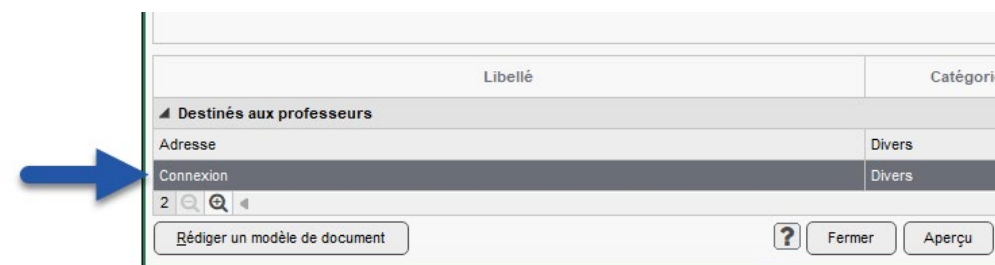 Libellé Catégori
Destinés aux professeurs
Adresse Divers
Connexion Divers
2
Rédiger un modèle de document ? Fermer Aperçu